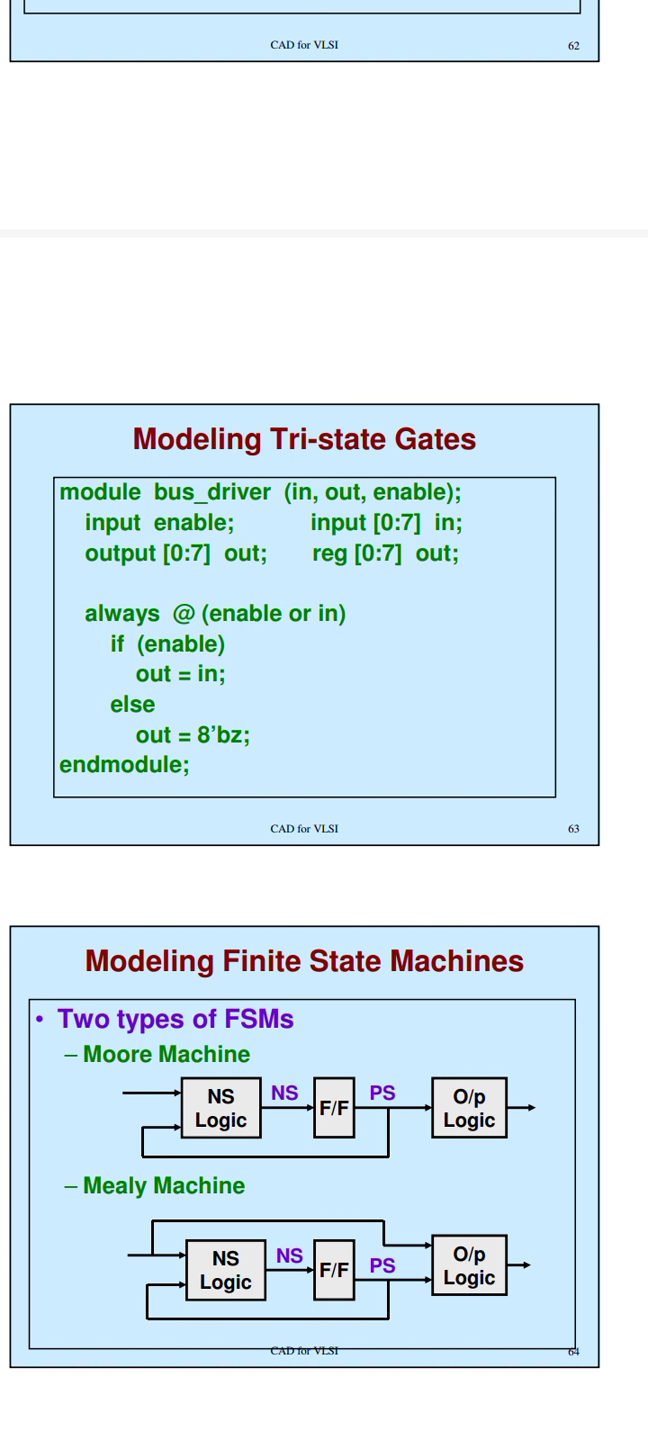 CAD for VLSI 62
Modeling Tri-state Gates
module bus_driver (in, out, enable);
input enable; input [0:7] in;
output [0:7] out; reg [0:7] out;
always @ (enable or in)
if (enable)
out = in;
else
out = 8’bz;
endmodule;
CAD for VLSI 63
Modeling Finite State Machines
• Two types of FSMs
– Moore Machine
NS Logic NS F/F PS O/p Logic
– Mealy Machine
NS Logic NS F/F PS O/p Logic
CAD for VLSI 64